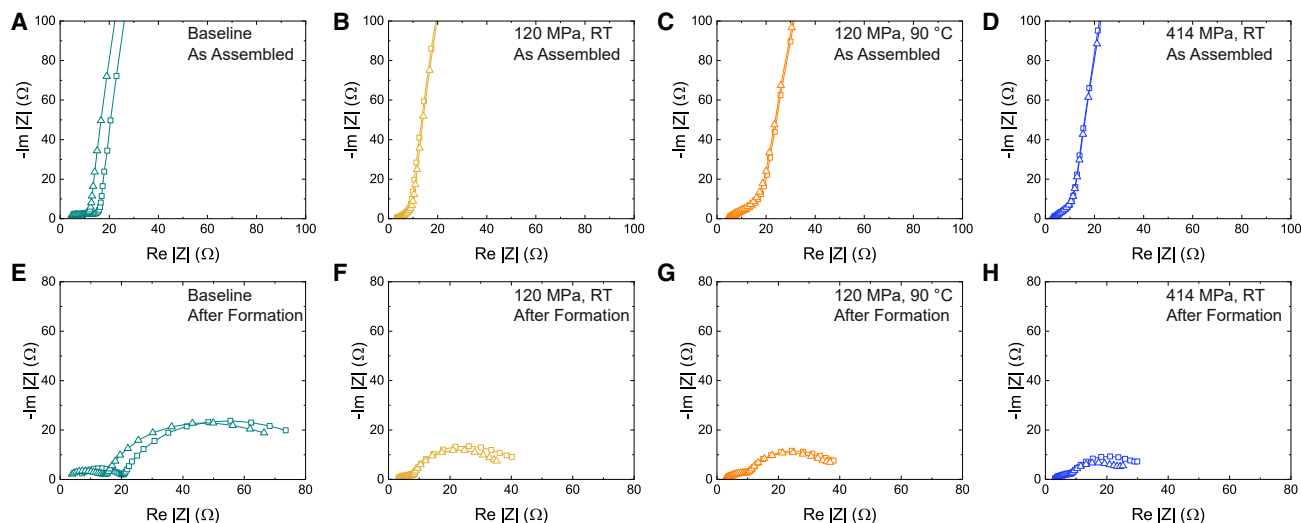 A
Baseline
As Assembled
100
80
60
40
20
0
-Im |Z| (Ω)
0 20 40 60 80 100
Re |Z| (Ω)
B
120 MPa, RT
As Assembled
100
80
60
40
20
0
-Im |Z| (Ω)
0 20 40 60 80 100
Re |Z| (Ω)
C
120 MPa, 90 °C
As Assembled
100
80
60
40
20
0
-Im |Z| (Ω)
0 20 40 60 80 100
Re |Z| (Ω)
D
414 MPa, RT
As Assembled
100
80
60
40
20
0
-Im |Z| (Ω)
0 20 40 60 80 100
Re |Z| (Ω)
E
Baseline
After Formation
80
60
40
20
0
-Im |Z| (Ω)
0 20 40 60 80
Re |Z| (Ω)
F
120 MPa, RT
After Formation
80
60
40
20
0
-Im |Z| (Ω)
0 20 40 60 80
Re |Z| (Ω)
G
120 MPa, 90 °C
After Formation
80
60
40
20
0
-Im |Z| (Ω)
0 20 40 60 80
Re |Z| (Ω)
H
414 MPa, RT
After Formation
80
60
40
20
0
-Im |Z| (Ω)
0 20 40 60 80
Re |Z| (Ω)